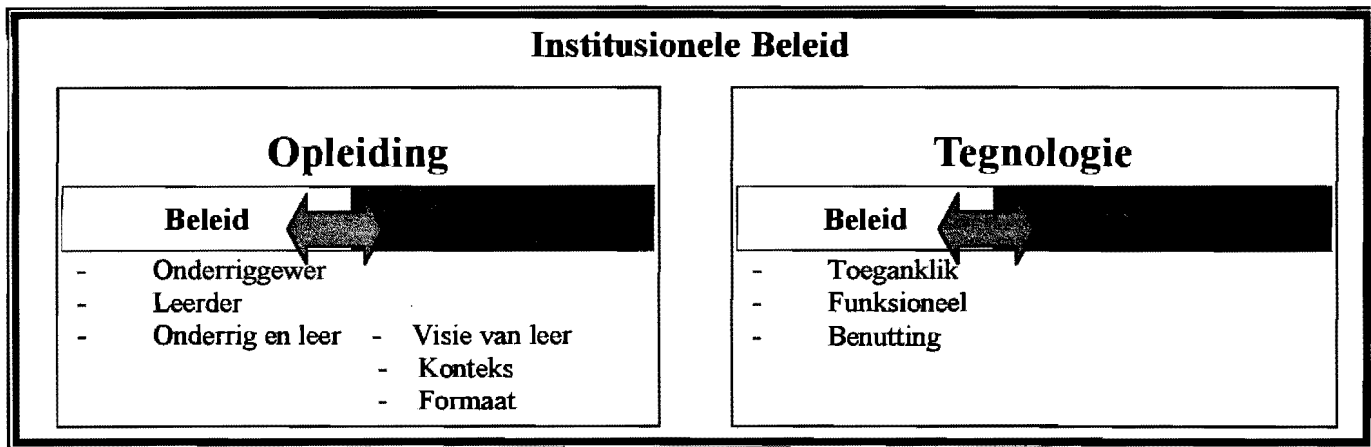 Institusionele Beleid
Opleiding
Beleid
- Onderriggewer
- Leerder
- Onderrig en leer - Visie van leer
- Konteks
- Formaat
Tegnologie
Beleid
- Toeganklik
- Funksioneel
- Benutting